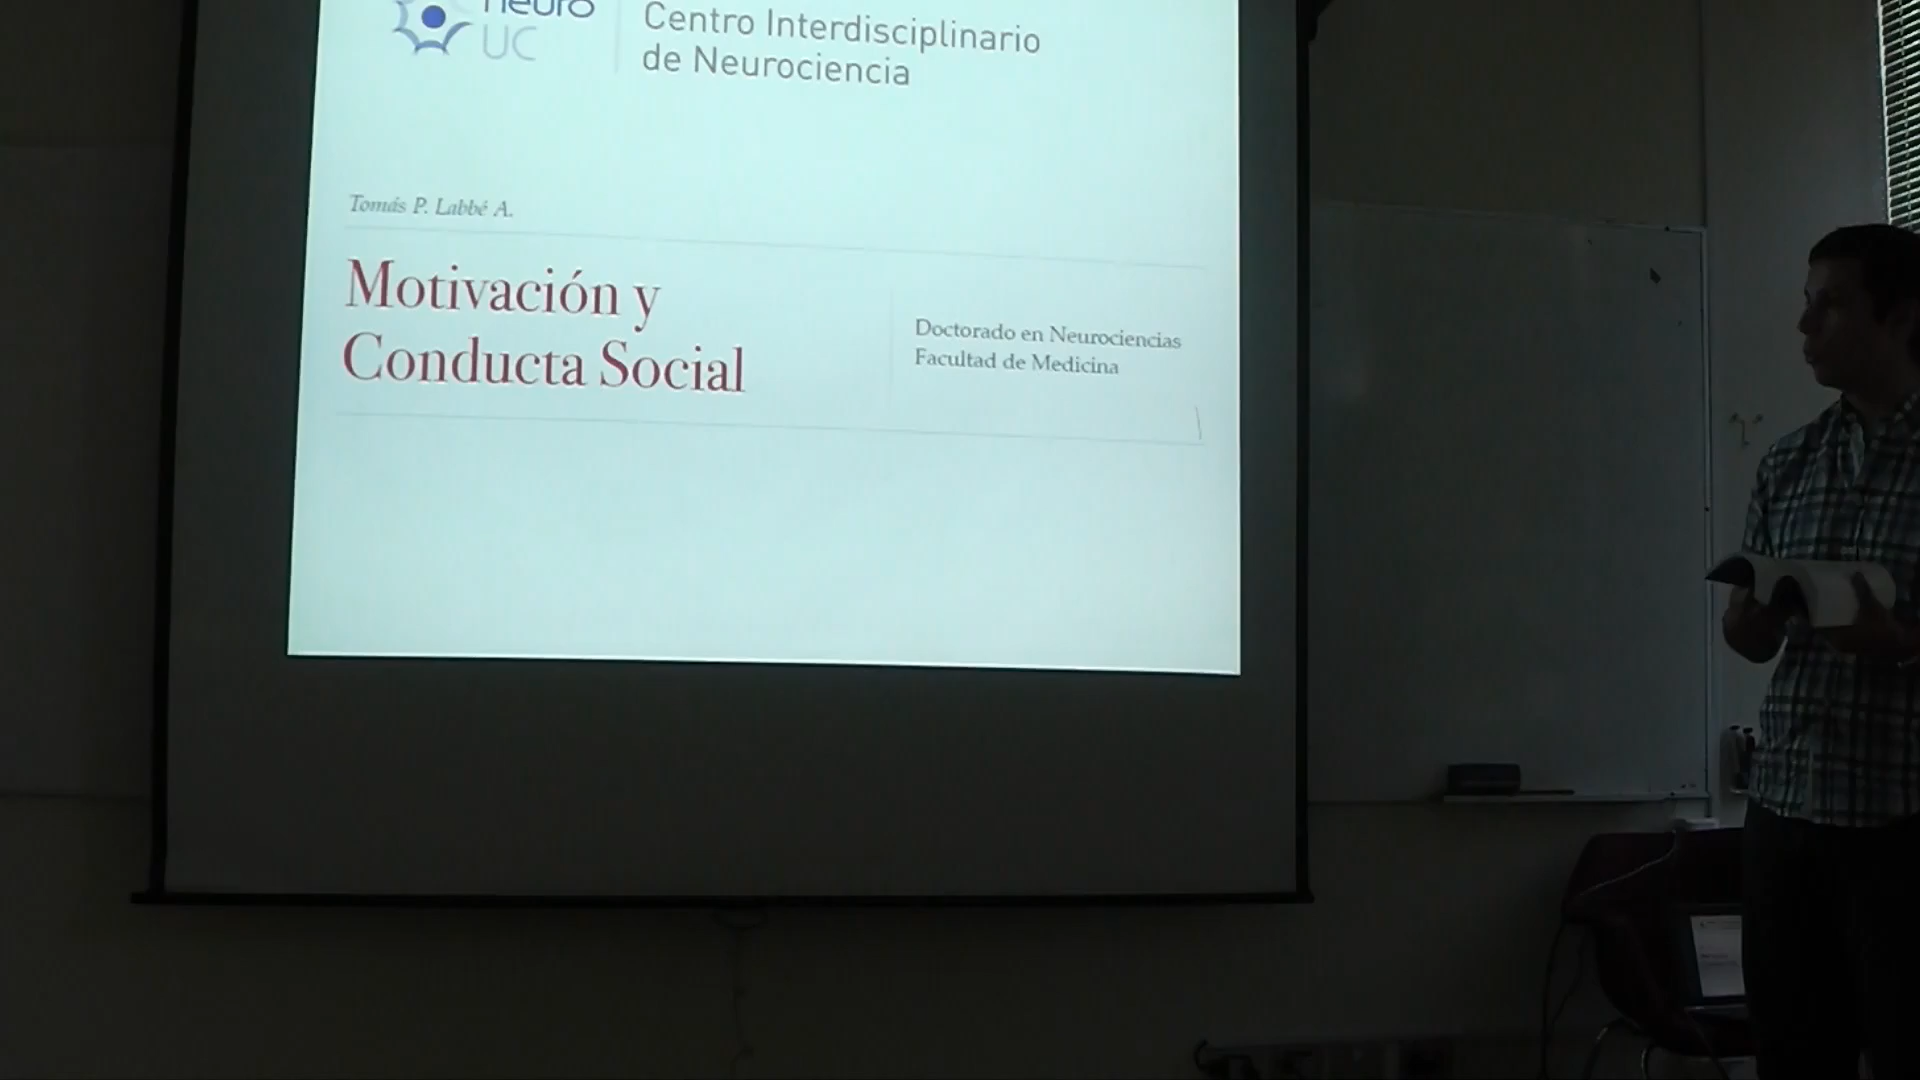 neuro
UC
Centro Interdisciplinario
de Neurociencia
Tomás P. Labbé A.
Motivación y
Conducta Social
Doctorado en Neurociencias
Facultad de Medicina